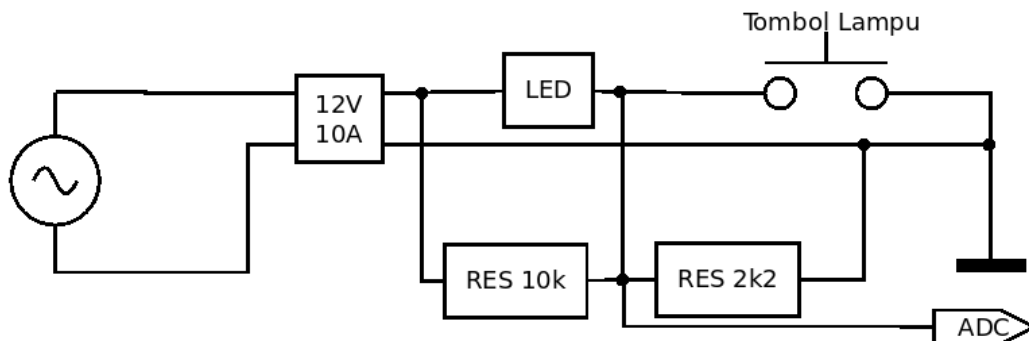 Tombol Lampu
12V
10A
LED
RES 10k
RES 2k2
ADC